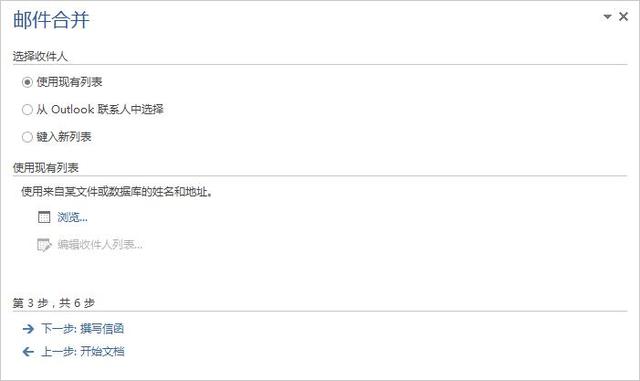 邮件合并
选择收件人
使用现有列表
从 Outlook 联系人中选择
键入新列表
使用现有列表
使用来自某文件或数据库的姓名和地址。
浏览...
编辑收件人列表...
第 3 步，共 6 步
下一步: 撰写信函
上一步: 开始文档